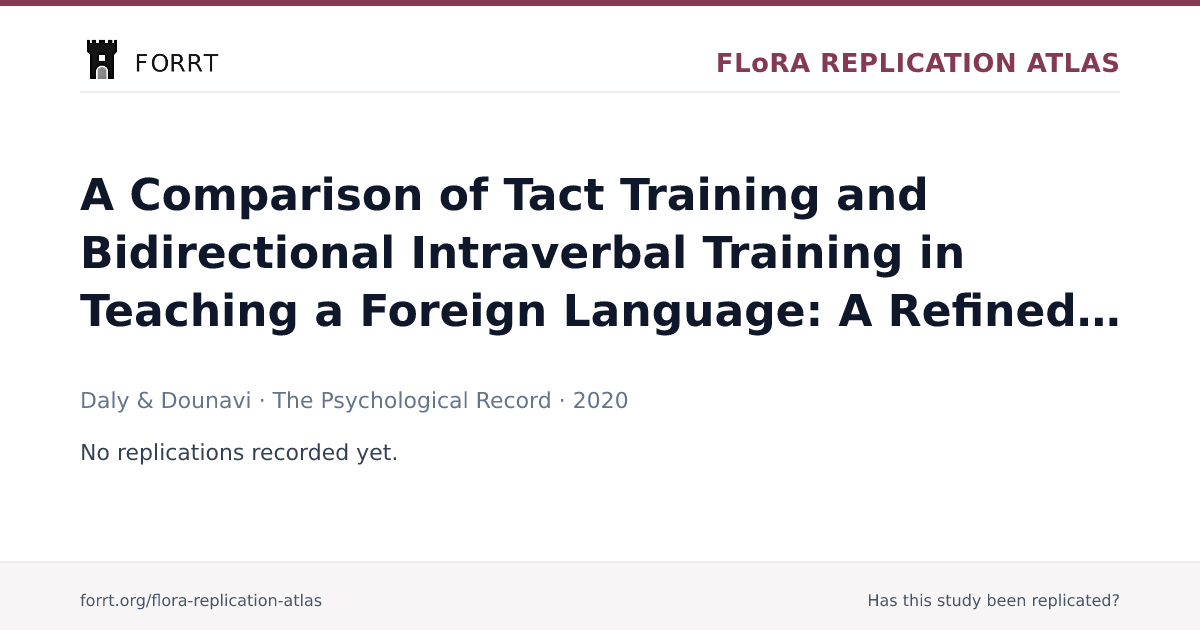 FORRT
FLoRA REPLICATION ATLAS
A Comparison of Tact Training and
Bidirectional Intraverbal Training in
Teaching a Foreign Language: A Refined…
Daly & Dounavi · The Psychological Record · 2020
No replications recorded yet.
forrt.org/flora-replication-atlas
Has this study been replicated?